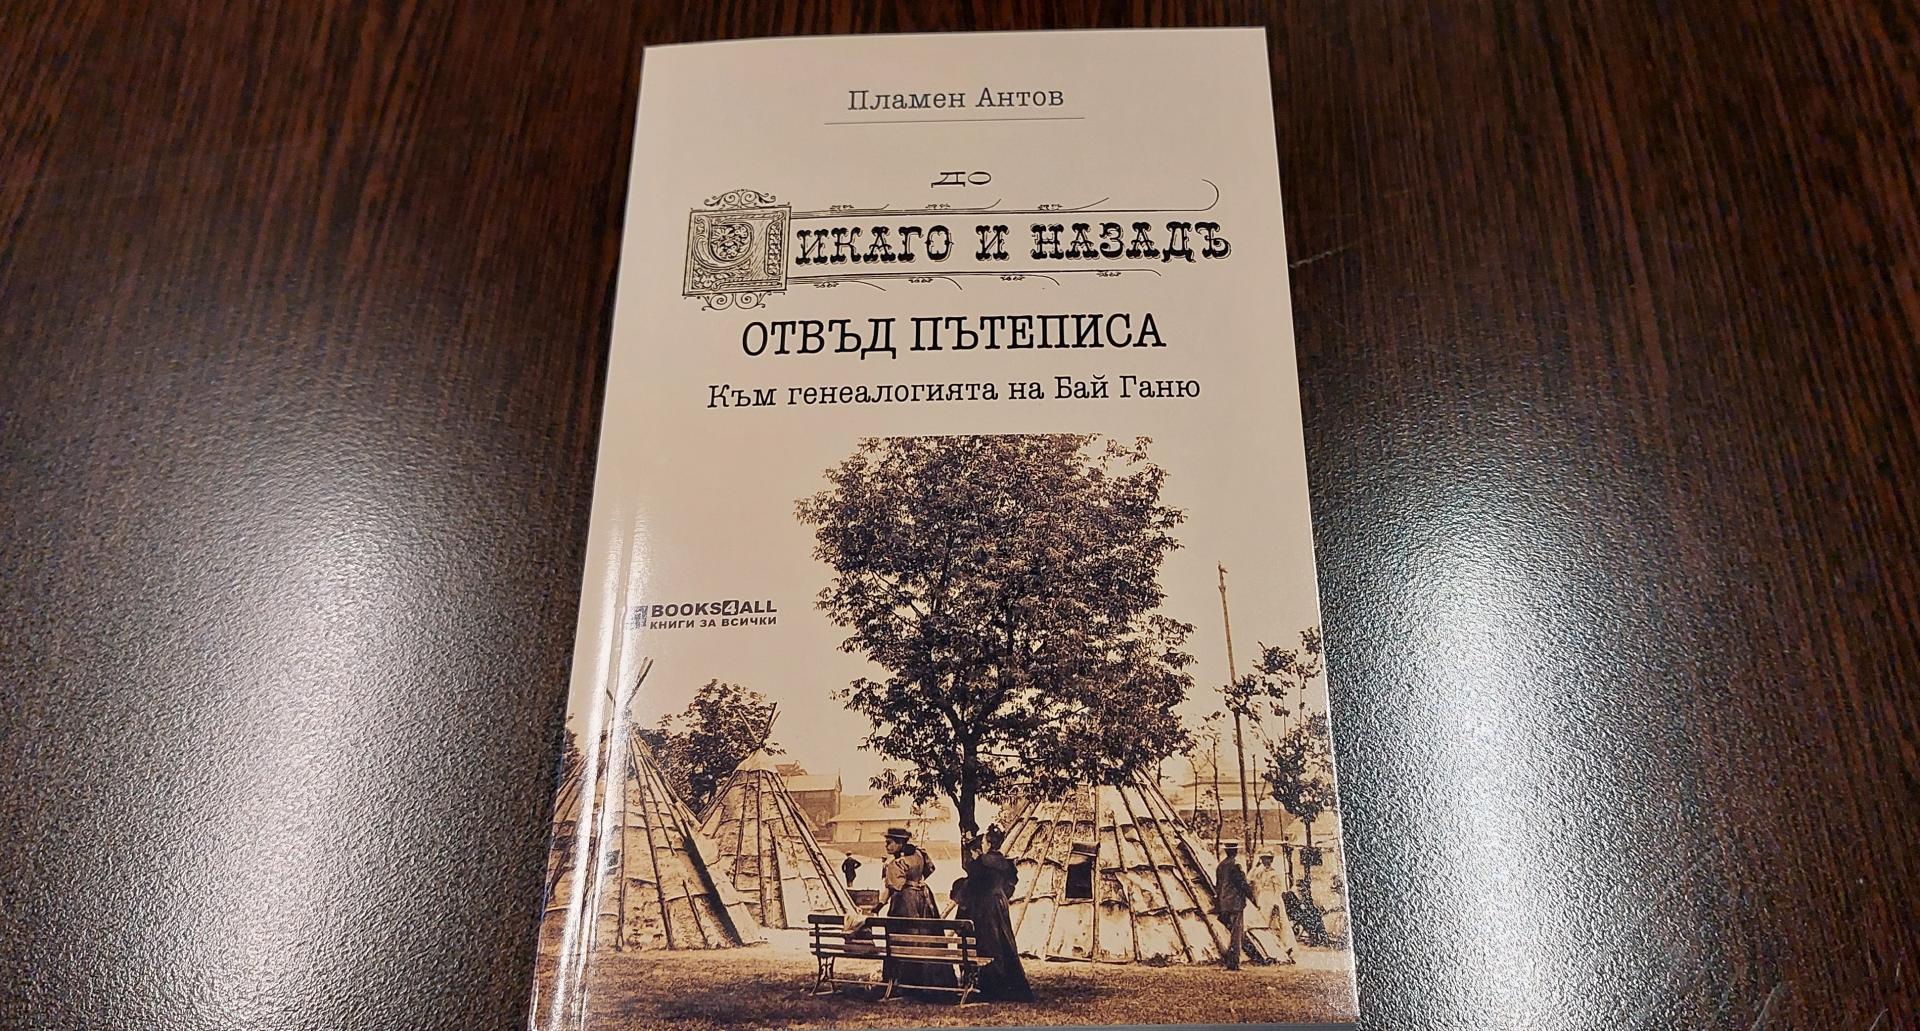 Пламен Антов
ДО
ЧИКАГО И НАЗАДЪ
ОТВЪД ПЪТЕПИСА
Към генеалогията на Бай Ганю
BOOKS4ALL
КНИГИ ЗА ВСИЧКИ